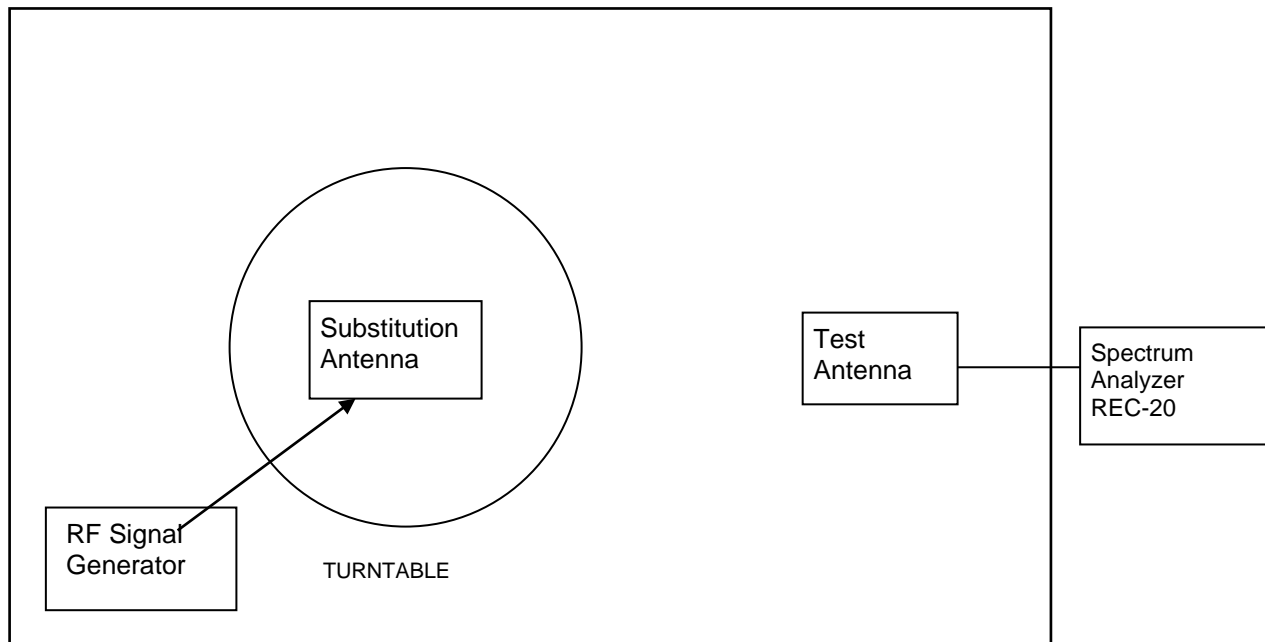 Substitution
Antenna
Test
Antenna
Spectrum
Analyzer
REC-20
RF Signal
Generator
TURNTABLE